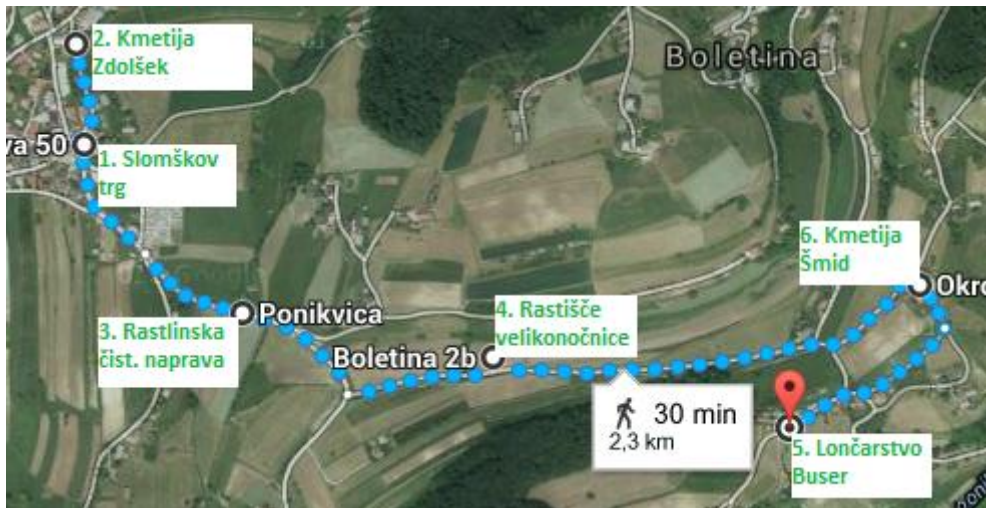 2. Kmetija
Zdolšek
Boletina
va 50
1. Slomškov
trg
6. Kmetija
Šmid
Okro
Ponikvica
4. Rastišče
velikonočnice
3. Rastlinska
čist. naprava
Boletina 2b
30 min
2,3 km
5. Lončarstvo
Buser